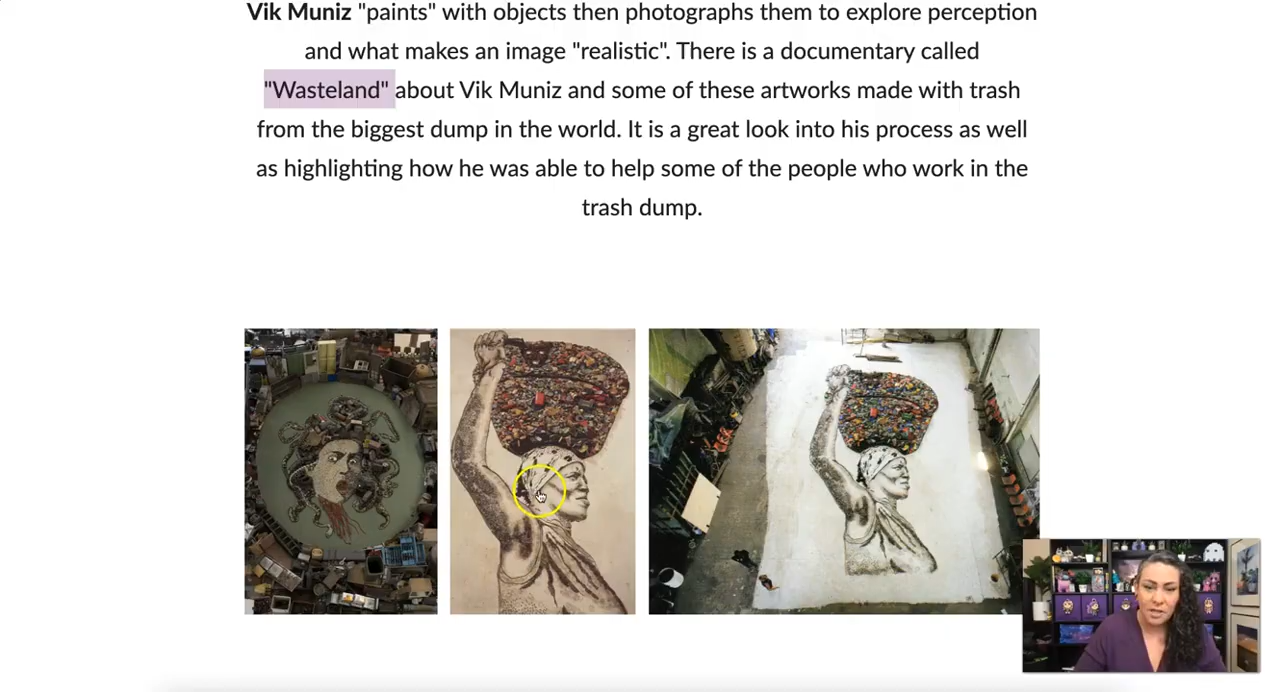 Vik Muniz "paints" with objects then photographs them to explore perception
and what makes an image "realistic". There is a documentary called
"Wasteland" about Vik Muniz and some of these artworks made with trash
from the biggest dump in the world. It is a great look into his process as well
as highlighting how he was able to help some of the people who work in the
trash dump.